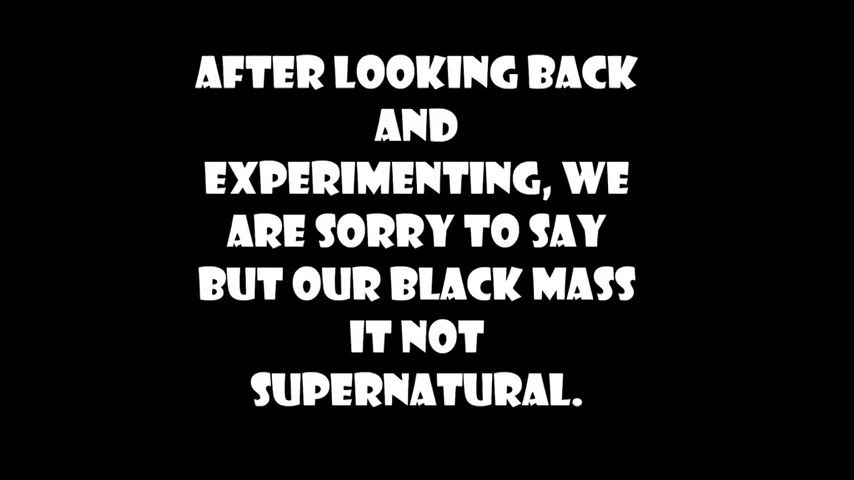 AFTER LOOKING BACK
AND
EXPERIMENTING, WE
ARE SORRY TO SAY
BUT OUR BLACK MASS
IT NOT
SUPERNATURAL.